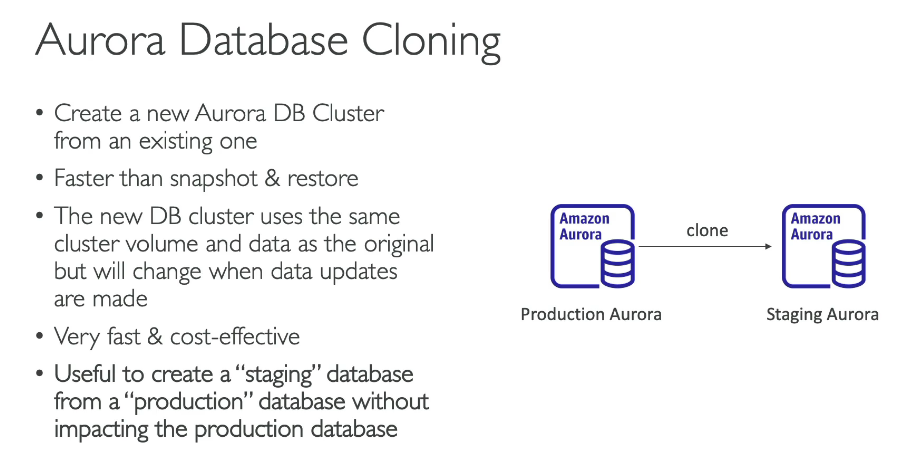 Aurora Database Cloning
• Create a new Aurora DB Cluster
from an existing one
• Faster than snapshot & restore
• The new DB cluster uses the same
cluster volume and data as the original
but will change when data updates
are made
• Very fast & cost-effective
• Useful to create a “staging” database
from a “production” database without
impacting the production database
Amazon
Aurora
clone
Amazon
Aurora
Production Aurora
Staging Aurora